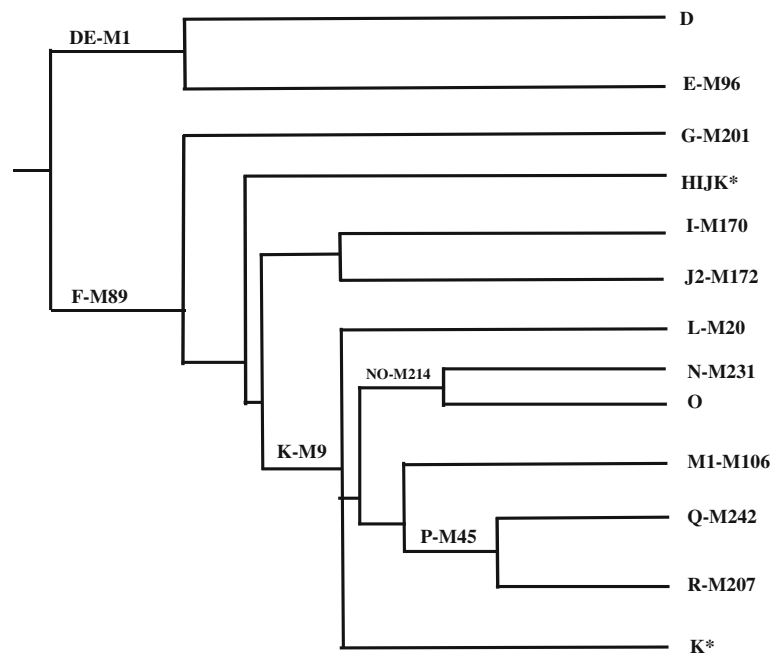 D
DE-M1
E-M96
G-M201
HIJK*
I-M170
J2-M172
F-M89
L-M20
NO-M214
N-M231
O
K-M9
M1-M106
Q-M242
P-M45
R-M207
K*